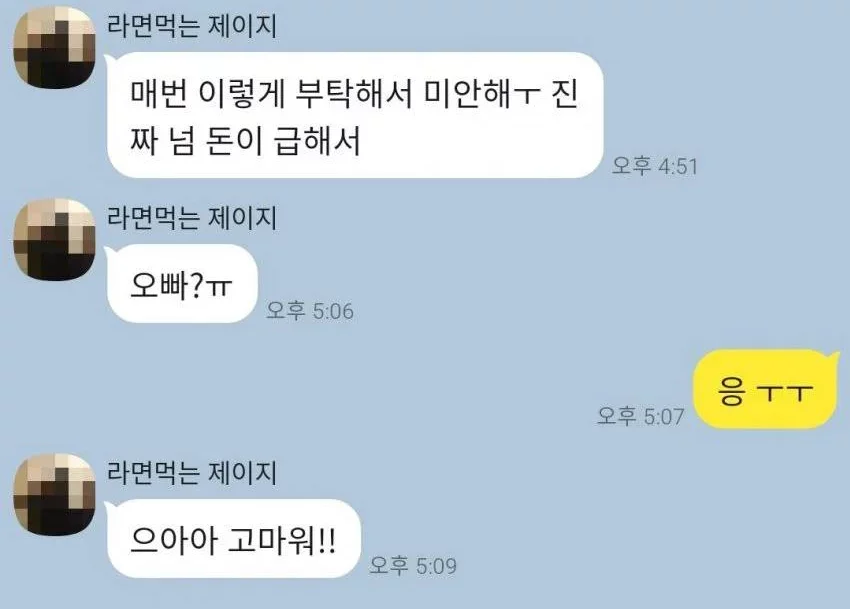 라면먹는 제이지
매번 이렇게 부탁해서 미안해ㅜ 진
짜 넘 돈이 급해서
오후 4:51
라면먹는 제이지
오빠?ㅠ
오후 5:06
응 ㅜㅜ
오후 5:07
라면먹는 제이지
으아아 고마워!!
오후 5:09